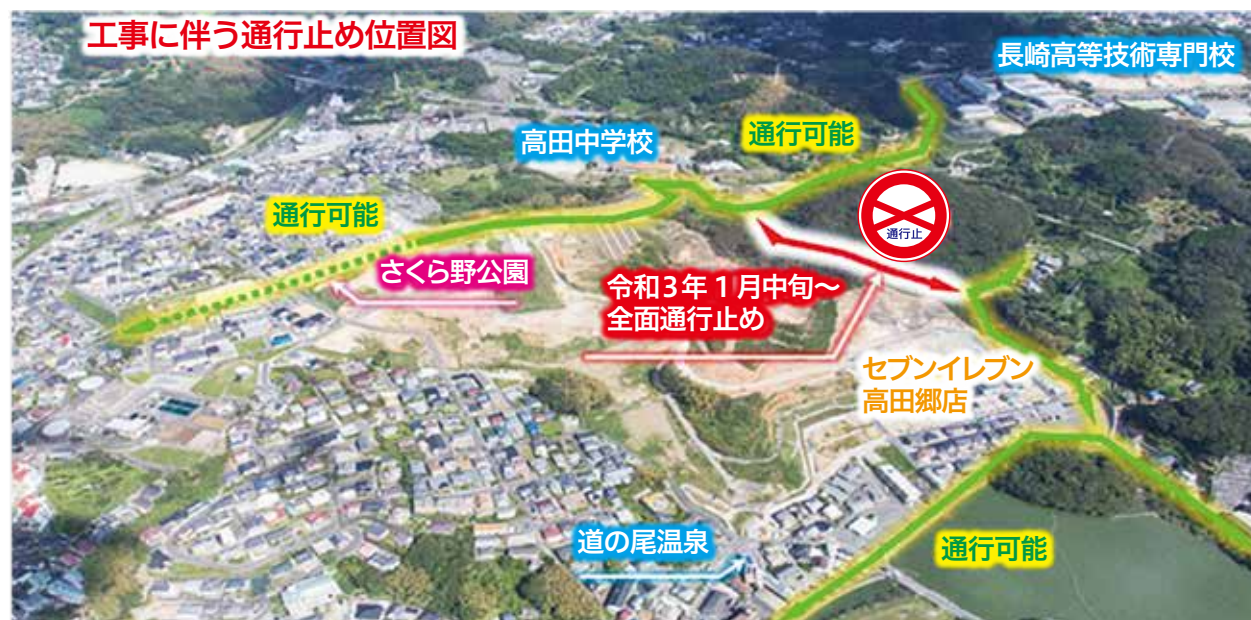 工事に伴う通行止め位置図
長崎高等技術専門校
高田中学校
通行可能
通行可能
通行止
さくら野公園
令和3年1月中旬～
全面通行止め
セブンイレブン
高田郷店
道の尾温泉
通行可能